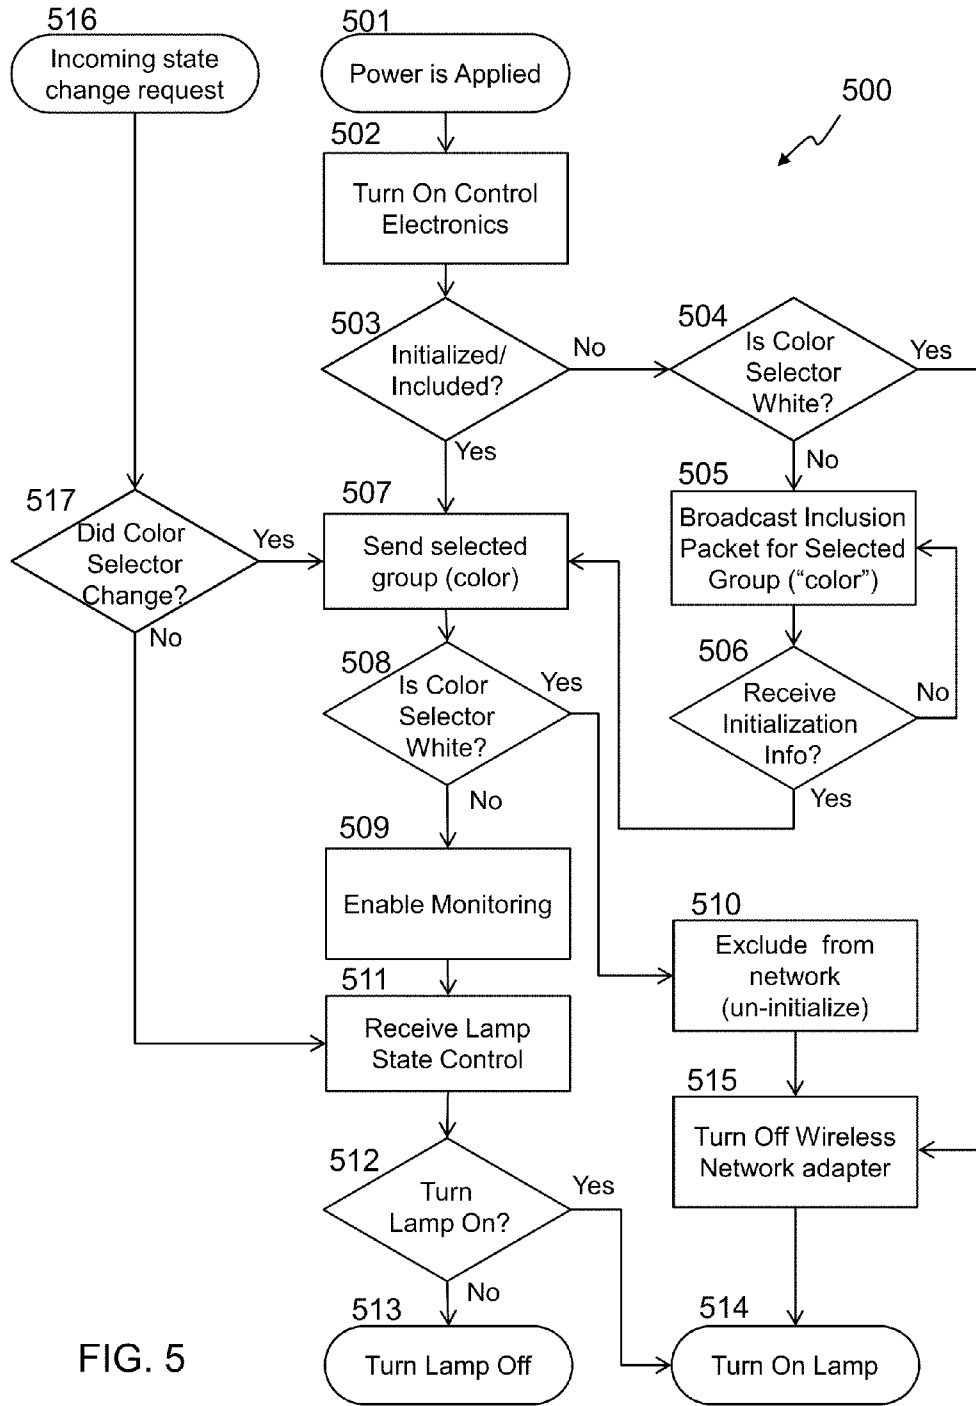 516
Incoming state
change request
501
Power is Applied
500
502
Turn On Control
Electronics
503
Initialized/
Included?
No
Yes
504
Is Color
Selector
White?
Yes
No
505
Broadcast Inclusion
Packet for Selected
Group (“color”)
506
Receive
Initialization
Info?
No
Yes
517
Did Color
Selector
Change?
Yes
No
507
Send selected
group (color)
508
Is Color
Selector
White?
Yes
No
509
Enable Monitoring
510
Exclude from
network
(un-initialize)
511
Receive Lamp
State Control
515
Turn Off Wireless
Network adapter
512
Turn
Lamp On?
Yes
No
513
Turn Lamp Off
514
Turn On Lamp
FIG. 5